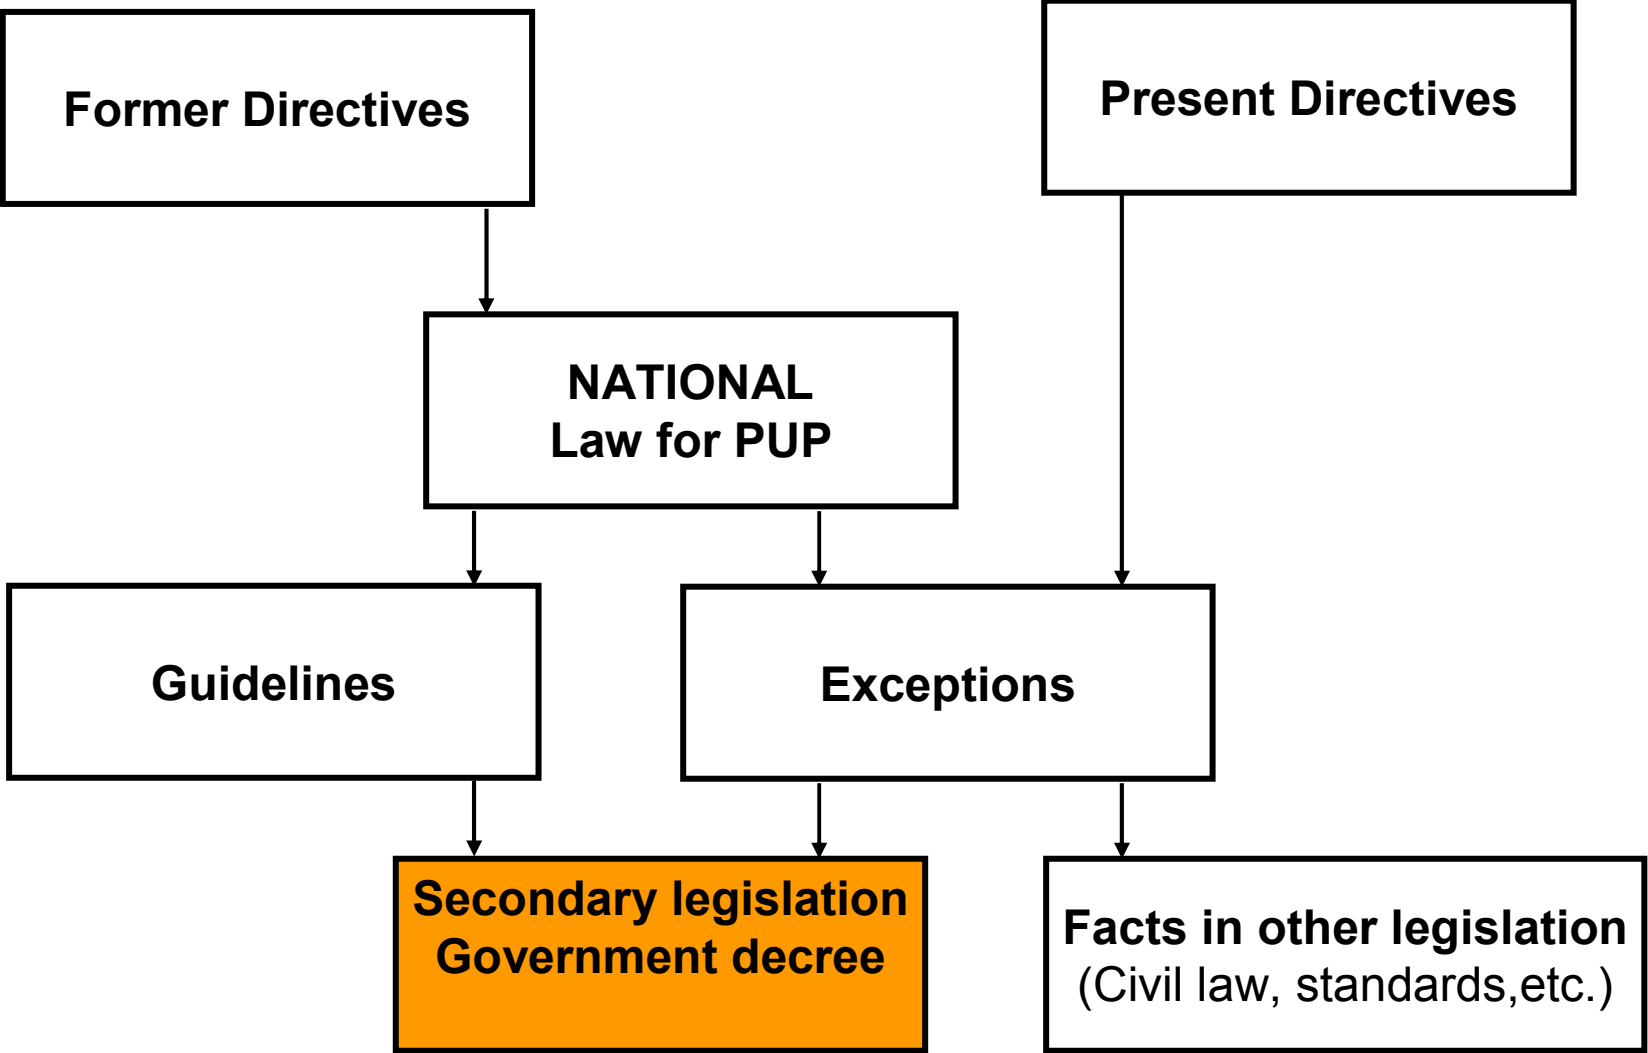 Former Directives
Present Directives
NATIONAL
Law for PUP
Guidelines
Exceptions
Secondary legislation
Government decree
Facts in other legislation
(Civil law, standards,etc.)